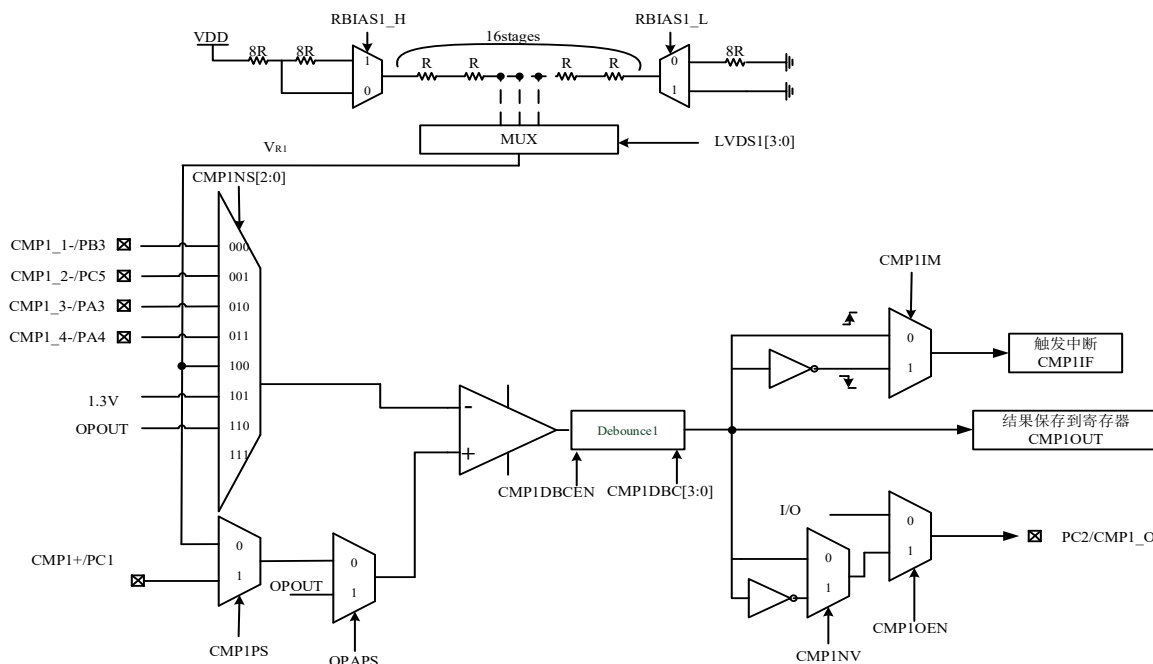 RBIAS1_H
RBIAS1_L
VDD
16stages
8R
8R
R
R
R
R
8R
1
0
0
1
MUX
LVDS1[3:0]
VR1
CMP1NS[2:0]
CMP1_1-/PB3
000
CMP1_2-/PC5
001
CMP1_3-/PA3
010
CMP1_4-/PA4
011
100
1.3V
101
OPOUT
110
111
-
+
Debounce1
CMP1DBCEN
CMP1DBC[3:0]
CMP1IM
0
1
触发中断
CMP1IF
结果保存到寄存器
CMP1OUT
I/O
0
1
PC2/CMP1_O
0
1
CMP1OEN
CMP1NV
CMP1+/PC1
0
1
CMP1PS
OPOUT
0
1
OPAPS